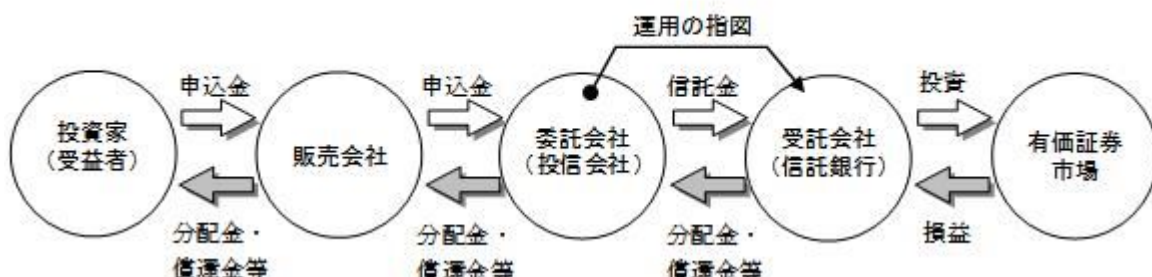 運用の指図
申込金
申込金
信託金
投資
投資家
（受益者）
販売会社
委託会社
（投信会社）
受託会社
（信託銀行）
有価証券
市場
分配金・
償還金等
分配金・
償還金等
分配金・
償還金等
損益